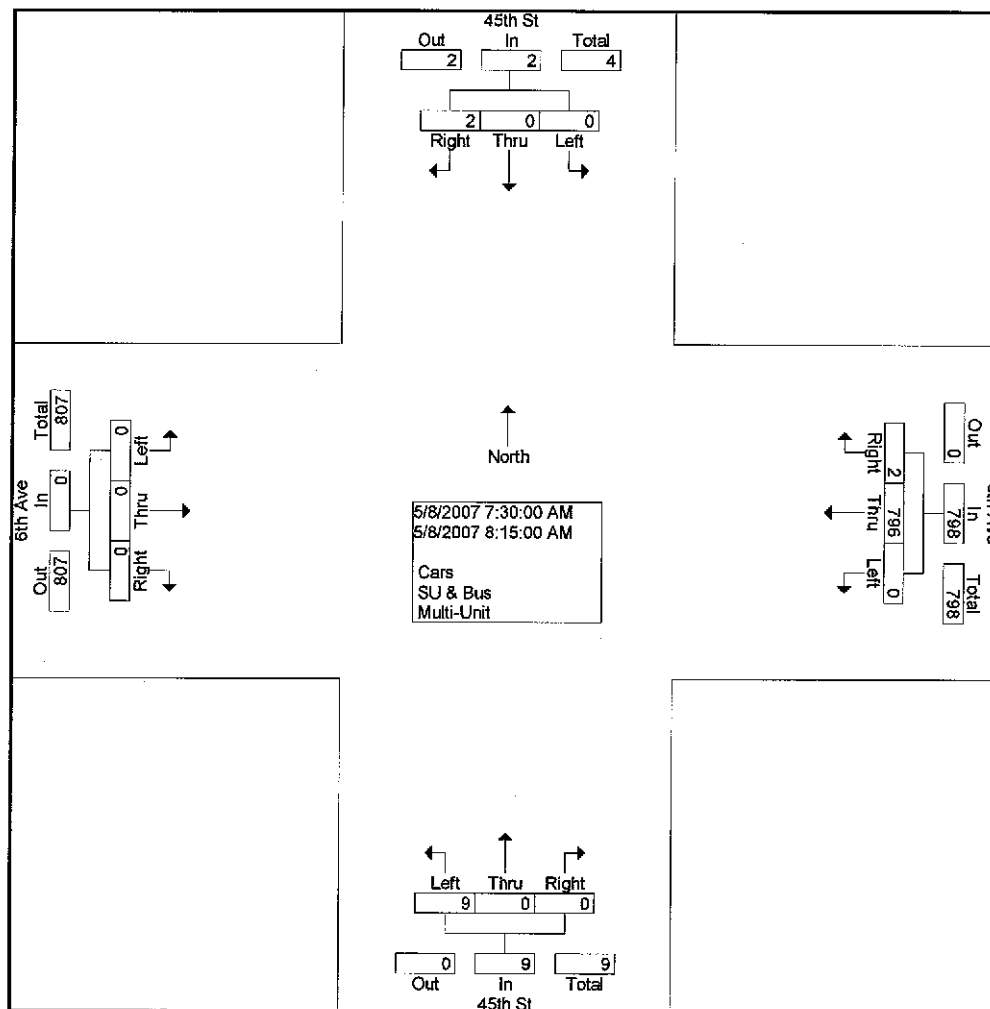 45th St
Out In Total
2 2 4
2 0 0
Right Thru Left
6th Ave
Out In Total
807 0 807
Left Thru Right
0 0 0
North
5/8/2007 7:30:00 AM
5/8/2007 8:15:00 AM
Cars
SU & Bus
Multi-Unit
Right Thru Left
2 796 0
Out In Total
0 798 798
Left Thru Right
9 0 0
0 9 9
Out In Total
45th St